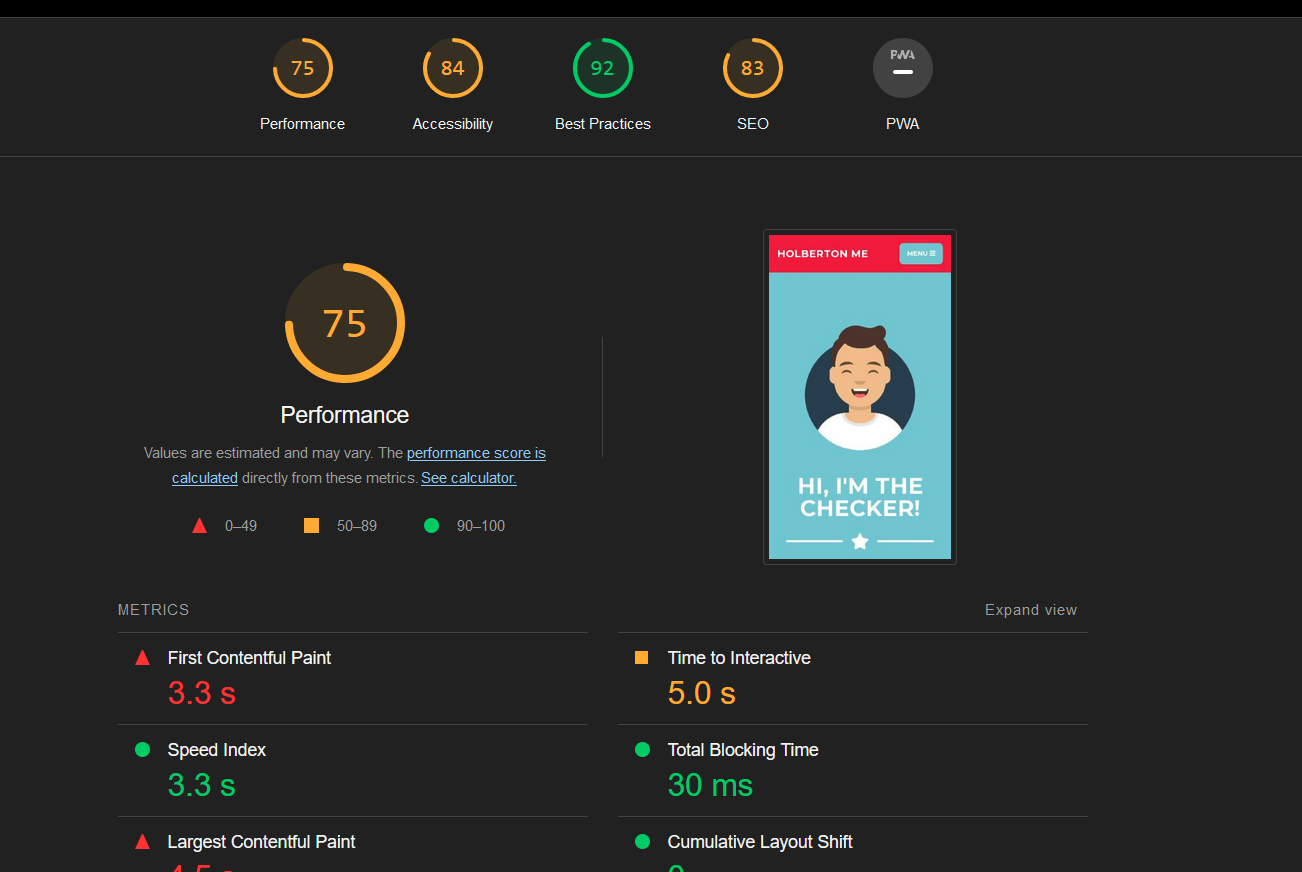 75
84
92
83
PWA
Performance
Accessibility
Best Practices
SEO
PWA
75
Performance
Values are estimated and may vary. The performance score is
calculated directly from these metrics. See calculator.
0–49
50–89
90–100
HOLBERTON ME
MENU
HI, I'M THE
CHECKER!
METRICS
Expand view
First Contentful Paint
3.3 s
Time to Interactive
5.0 s
Speed Index
3.3 s
Total Blocking Time
30 ms
Largest Contentful Paint
Cumulative Layout Shift